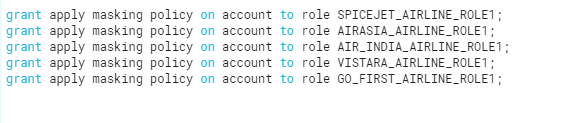 grant apply masking policy on account to role SPICEJET_AIRLINE_ROLE1;
grant apply masking policy on account to role AIRASIA_AIRLINE_ROLE1;
grant apply masking policy on account to role AIR_INDIA_AIRLINE_ROLE1;
grant apply masking policy on account to role VISTARA_AIRLINE_ROLE1;
grant apply masking policy on account to role GO_FIRST_AIRLINE_ROLE1;